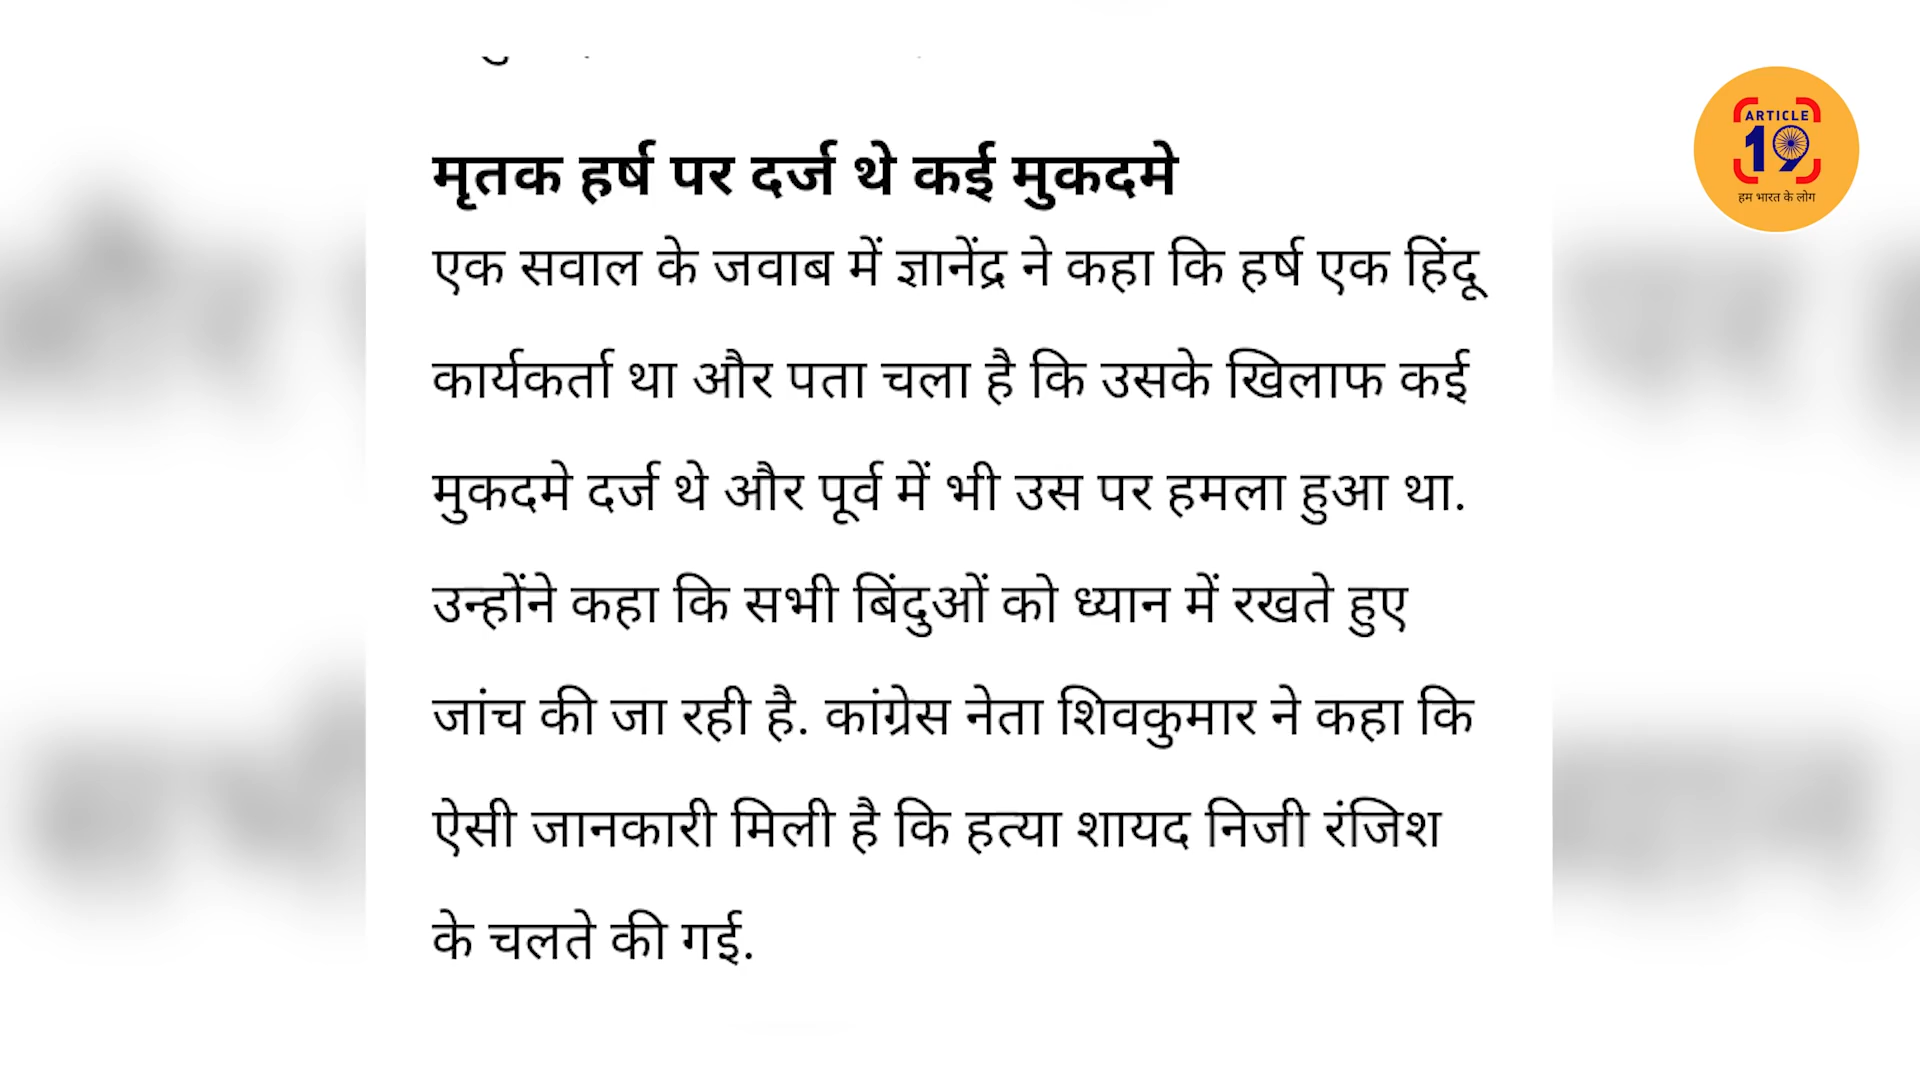 मृतक हर्ष पर दर्ज थे कई मुकदमे
एक सवाल के जवाब में ज्ञानेंद्र ने कहा कि हर्ष एक हिंदू
कार्यकर्ता था और पता चला है कि उसके खिलाफ कई
मुकदमे दर्ज थे और पूर्व में भी उस पर हमला हुआ था.
उन्होंने कहा कि सभी बिंदुओं को ध्यान में रखते हुए
जांच की जा रही है. कांग्रेस नेता शिवकुमार ने कहा कि
ऐसी जानकारी मिली है कि हत्या शायद निजी रंजिश
के चलते की गई.
ARTICLE
19
हम भारत के लोग